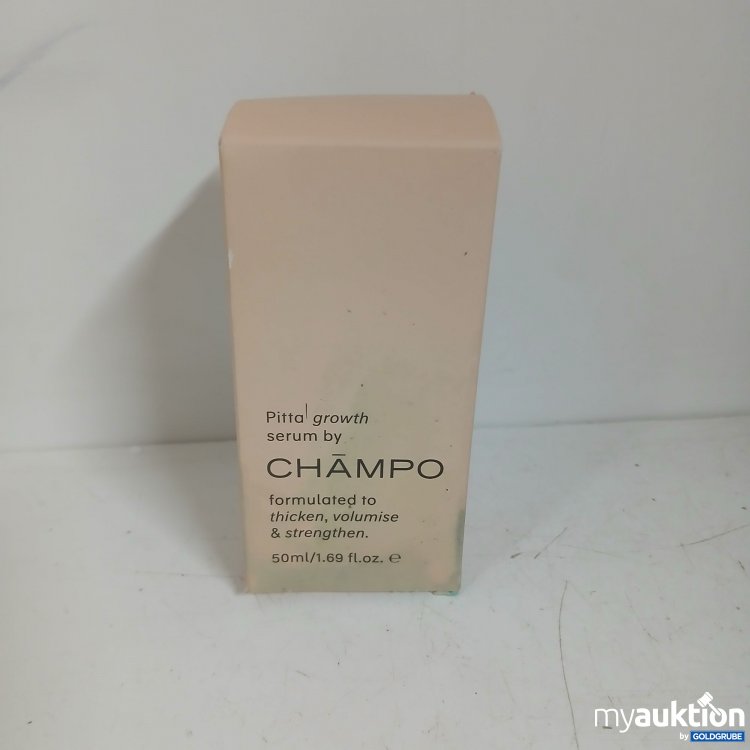 Pitta growth
serum by
CHĀMPO
formulated to
thicken, volumise
& strengthen.
50ml/1.69 fl.oz. ℮
myauktion
by GOLDGRUBE